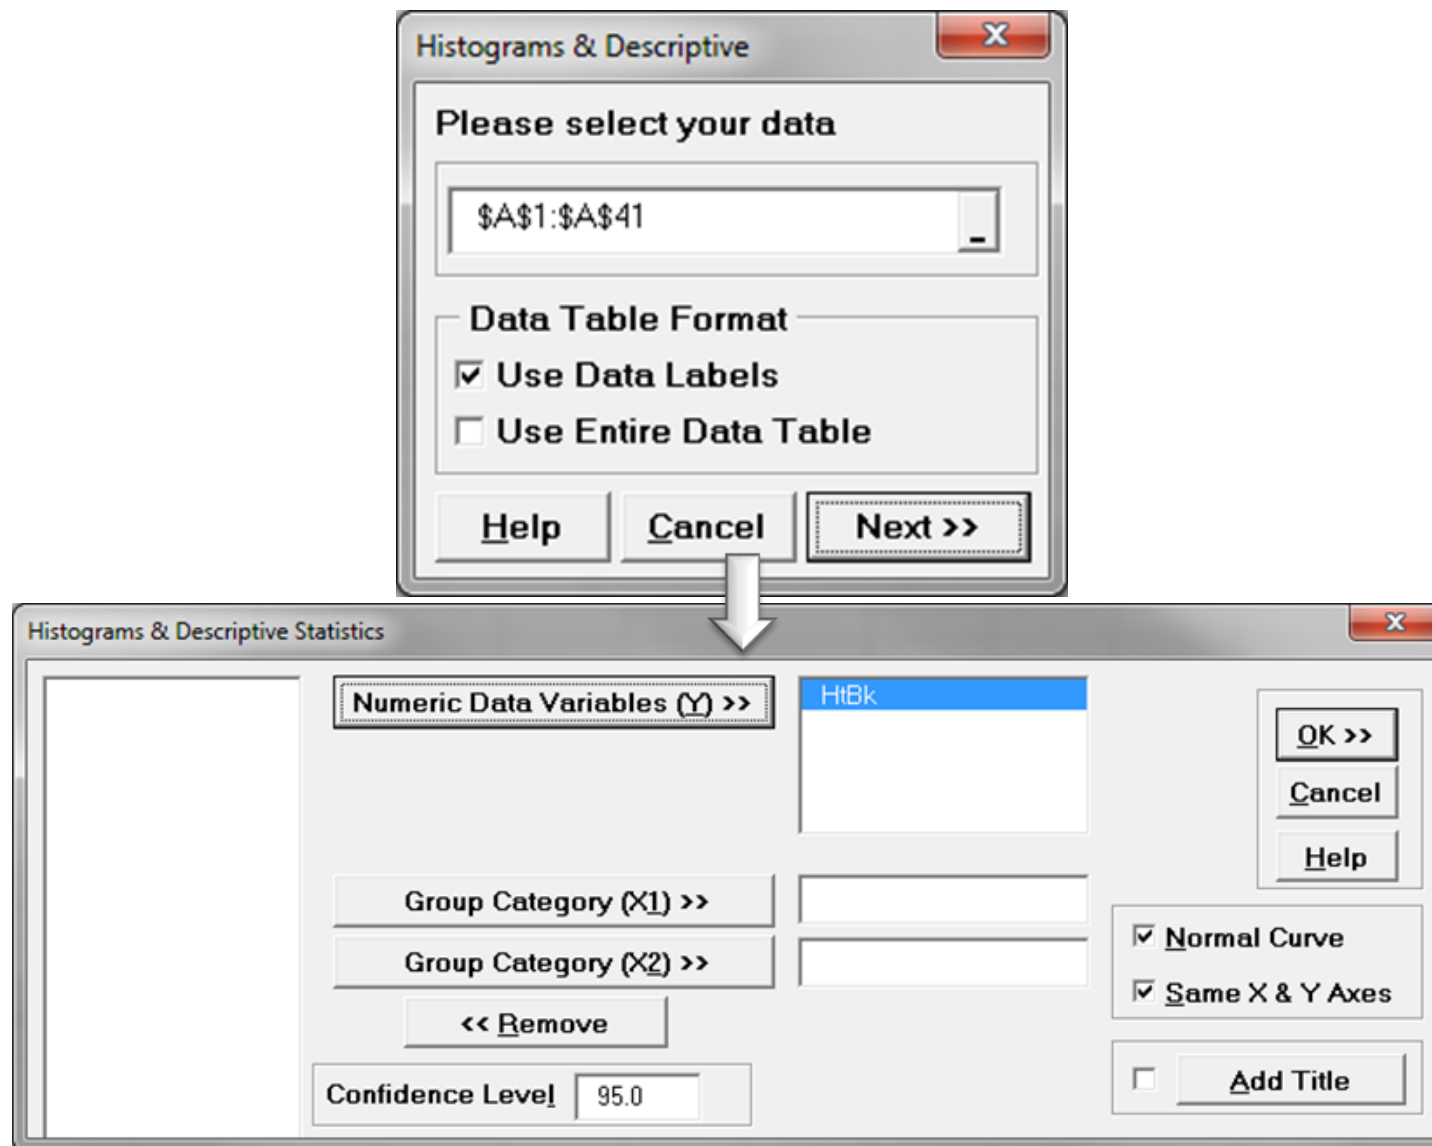 Histograms & Descriptive
Please select your data
$A$1:$A$41
Data Table Format
Use Data Labels
Use Entire Data Table
Help
Cancel
Next >>
Histograms & Descriptive Statistics
Numeric Data Variables (Y) >>
HtBk
OK >>
Cancel
Help
Group Category (X1) >>
Group Category (X2) >>
<< Remove
Normal Curve
Same X & Y Axes
Confidence Level 95.0
Add Title